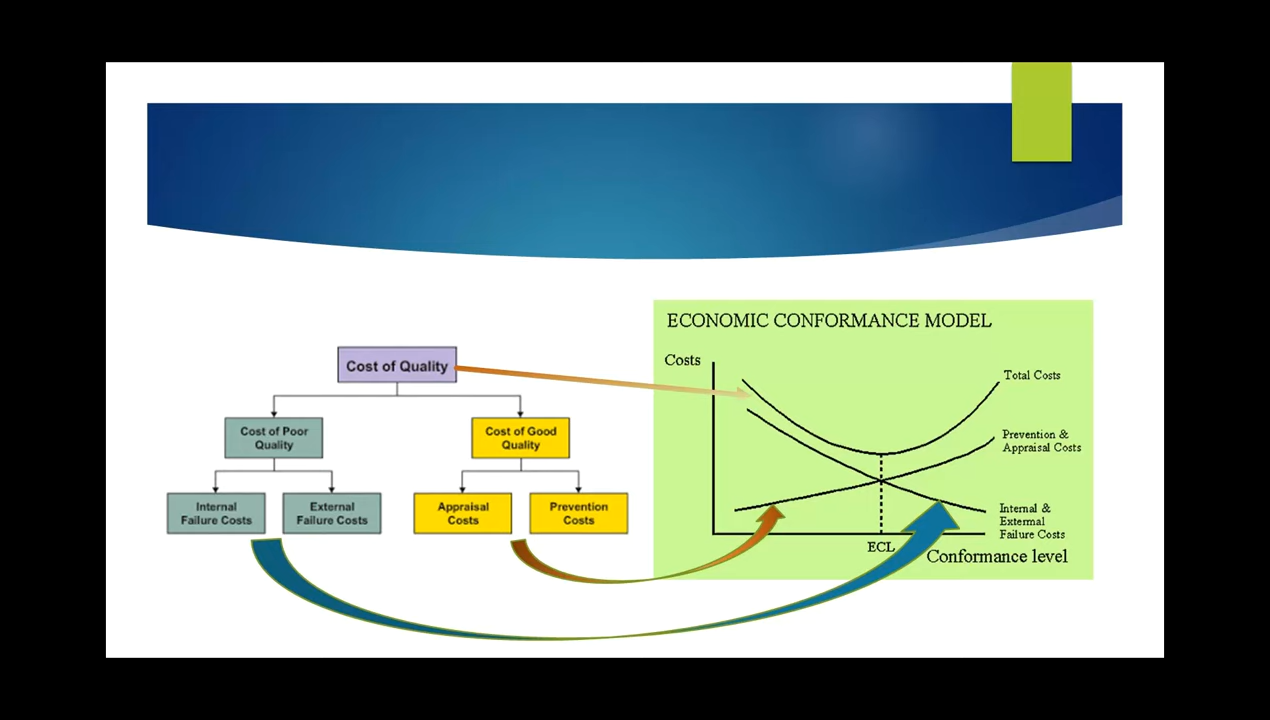 ECONOMIC CONFORMANCE MODEL
Costs
Cost of Quality
Total Costs
Cost of Poor
Quality
Cost of Good
Quality
Prevention &
Appraisal Costs
Internal
Failure Costs
External
Failure Costs
Appraisal
Costs
Prevention
Costs
Internal &
External
Failure Costs
ECL
Conformance level